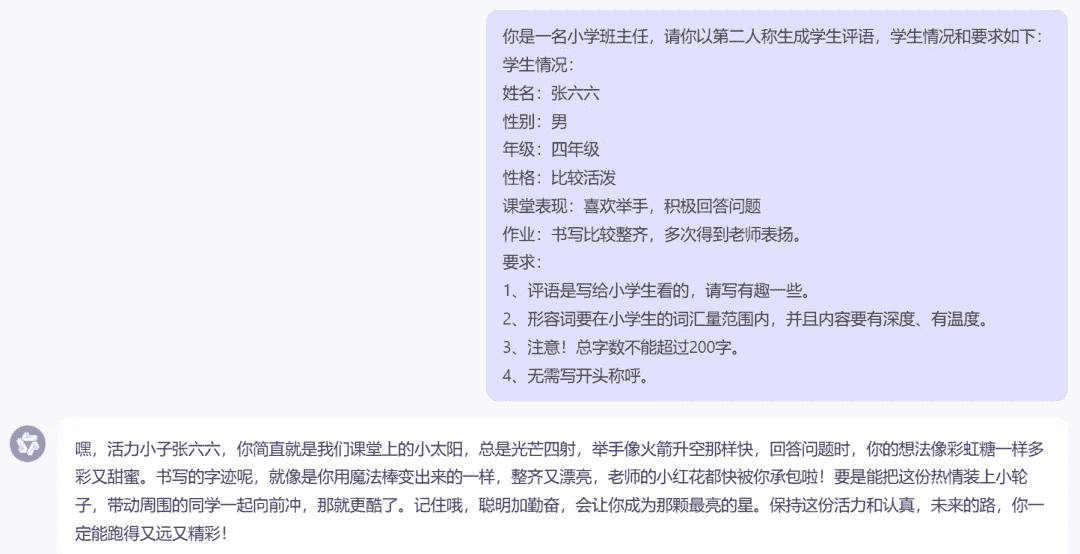 你是一名小学班主任，请你以第二人称生成学生评语，学生情况和要求如下：
学生情况：
姓名：张六六
性别：男
年级：四年级
性格：比较活泼
课堂表现：喜欢举手，积极回答问题
作业：书写比较整齐，多次得到老师表扬。
要求：
1、评语是写给小学生看的，请写有趣一些。
2、形容词要在小学生的词汇量范围内，并且内容要有深度、有温度。
3、注意！总字数不能超过200字。
4、无需写开头称呼。
嘿，活力小子张六六，你简直就是我们课堂上的小太阳，总是光芒四射，举手像火箭升空那样快，回答问题时，你的想法像彩虹糖一样多
彩又甜蜜。书写的字迹呢，就像是你用魔法棒变出来的一样，整齐又漂亮，老师的小红花都快被你承包啦！要是能把这份热情装上小轮
子，带动周围的同学一起向前冲，那就更酷了。记住哦，聪明加勤奋，会让你成为那颗最亮的星。保持这份活力和认真，未来的路，你一
定能跑得又远又精彩！